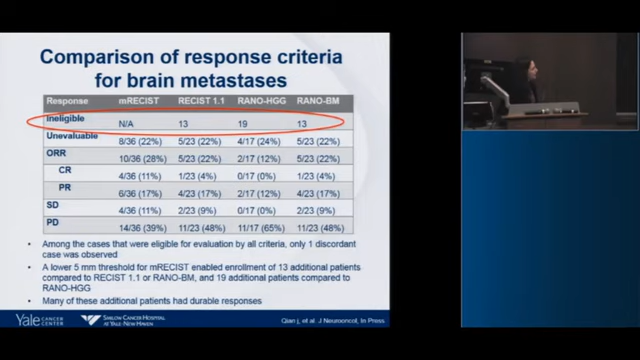 Comparison of response criteria
for brain metastases
Response mRECIST RECIST 1.1 RANO-HGG RANO-BM
Ineligible N/A 13 19 13
Unevaluable 8/36 (22%) 5/23 (22%) 4/17 (24%) 5/23 (22%)
ORR 10/36 (28%) 5/23 (22%) 2/17 (12%) 5/23 (22%)
CR 4/36 (11%) 1/23 (4%) 0/17 (0%) 1/23 (4%)
PR 6/36 (17%) 4/23 (17%) 2/17 (12%) 4/23 (17%)
SD 4/36 (11%) 2/23 (9%) 0/17 (0%) 2/23 (9%)
PD 14/36 (39%) 11/23 (48%) 11/17 (65%) 11/23 (48%)
• Among the cases that were eligible for evaluation by all criteria, only 1 discordant
case was observed
• A lower 5 mm threshold for mRECIST enabled enrollment of 13 additional patients
compared to RECIST 1.1 or RANO-BM, and 19 additional patients compared to
RANO-HGG
• Many of these additional patients had durable responses
Yale CANCER CENTER
SMILOW CANCER HOSPITAL
AT YALE-NEW HAVEN
Qian j, et al. J Neurooncol, In Press